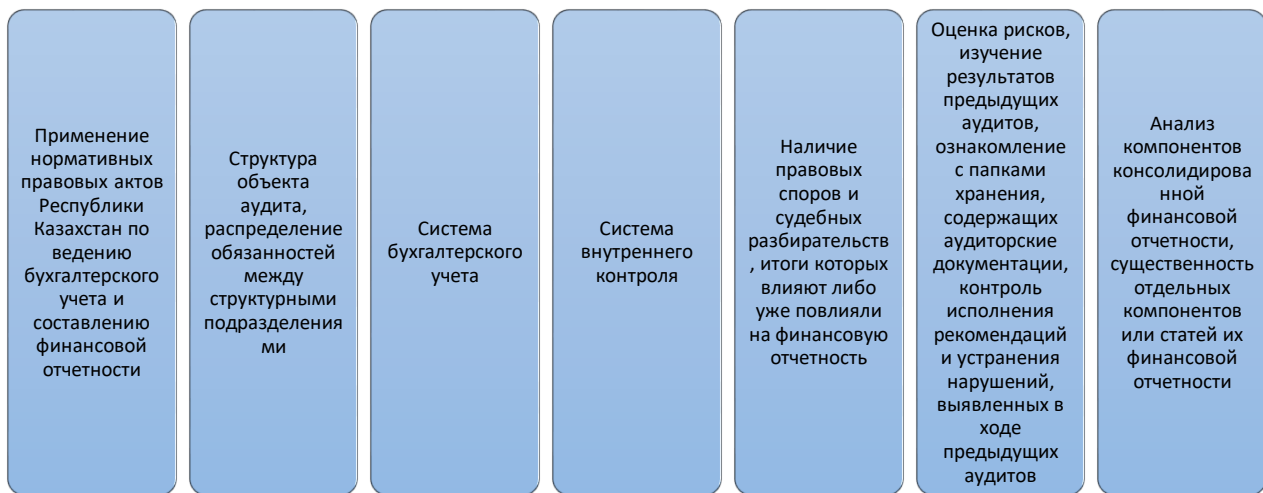 Применение
нормативных
правовых актов
Республики
Казахстан по
ведению
бухгалтерского
учета и
составлению
финансовой
отчетности
Структура
объекта
аудита,
распределение
обязанностей
между
структурными
подразделения
ми
Система
бухгалтерского
учета
Система
внутреннего
контроля
Наличие
правовых
споров и
судебных
разбирательств
, итоги которых
влияют либо
уже повлияли
на финансовую
отчетность
Оценка рисков,
изучение
результатов
предыдущих
аудитов,
ознакомление
с папками
хранения,
содержащих
аудиторские
документации,
контроль
исполнения
рекомендаций
и устранения
нарушений,
выявленных в
ходе
предыдущих
аудитов
Анализ
компонентов
консолидирова
нной
финансовой
отчетности,
существенность
отдельных
компонентов
или статей их
финансовой
отчетности